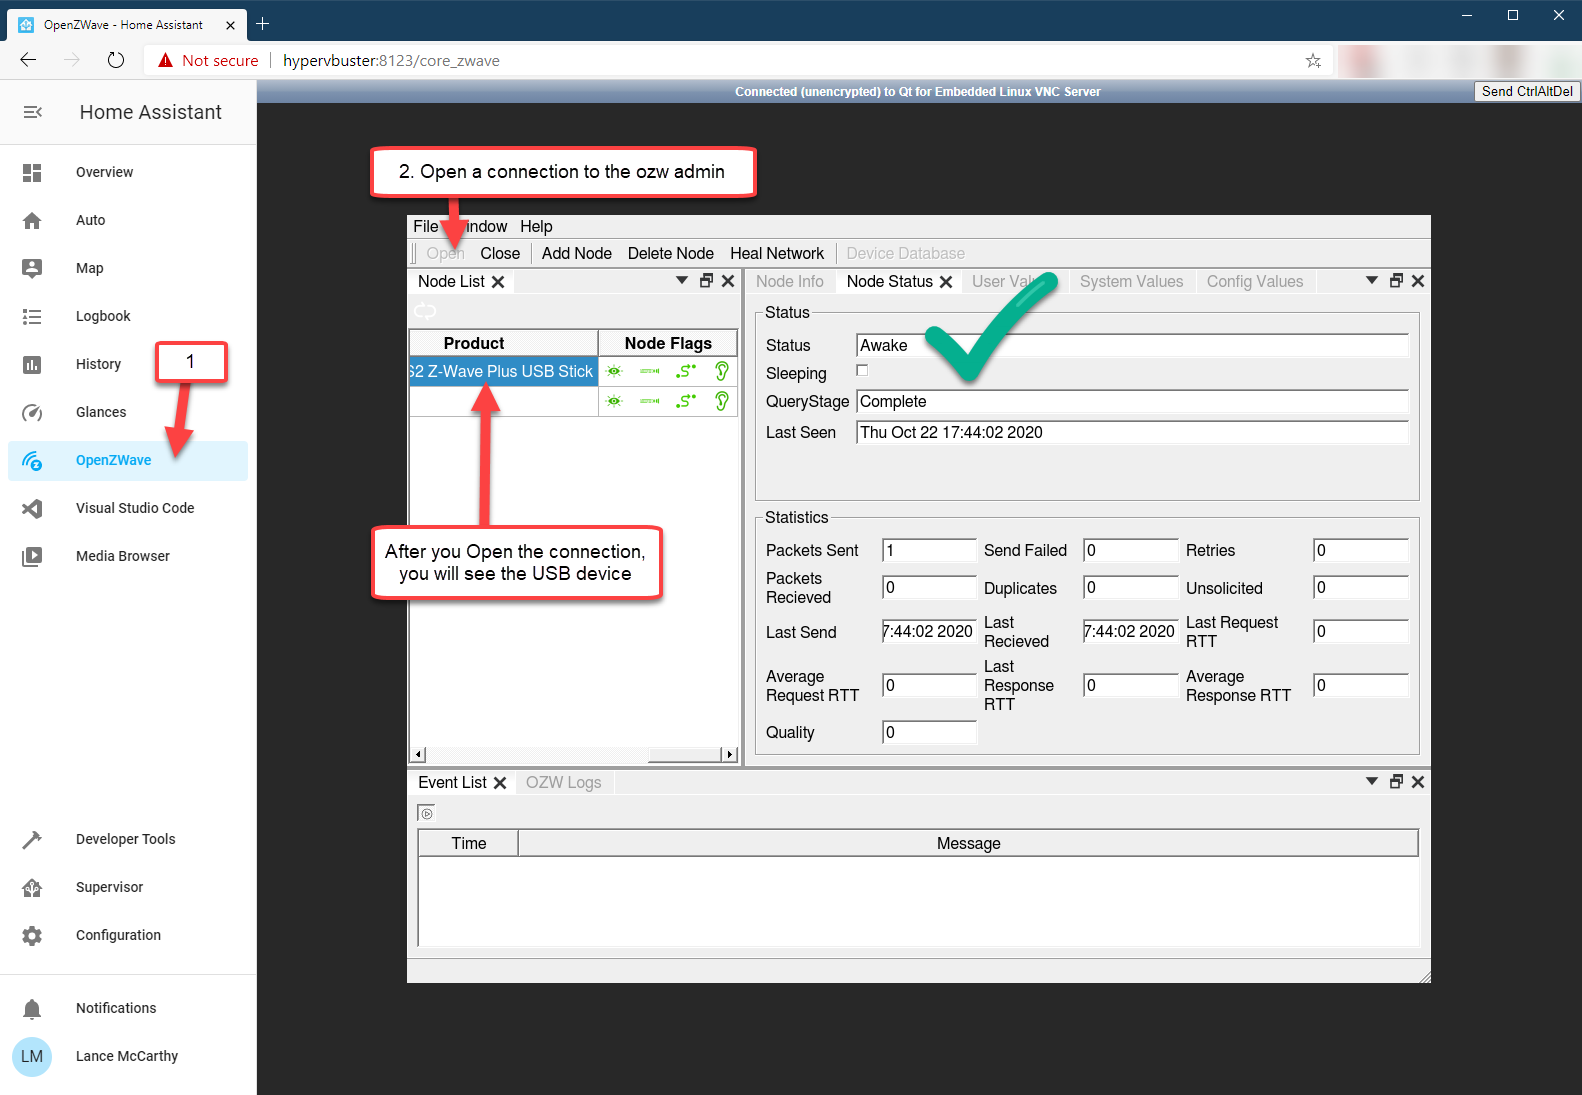 OpenZWave - Home Assistant
Not secure
hypervbuster:8123/core_zwave
Connected (unencrypted) to Qt for Embedded Linux VNC Server
Send CtrlAltDel
Home Assistant
Overview
Auto
Map
Logbook
History
Glances
OpenZWave
Visual Studio Code
Media Browser
Developer Tools
Supervisor
Configuration
Notifications
LM
Lance McCarthy
1
2. Open a connection to the ozw admin
File
indow
Help
Open
Close
Add Node
Delete Node
Heal Network
Device Database
Node List
Product
Node Flags
S2 Z-Wave Plus USB Stick
After you Open the connection,
you will see the USB device
Node Info
Node Status
User Val
System Values
Config Values
Status
Status
Awake
Sleeping
QueryStage
Complete
Last Seen
Thu Oct 22 17:44:02 2020
Statistics
Packets Sent
1
Send Failed
0
Retries
0
Packets
Recieved
0
Duplicates
0
Unsolicited
0
Last Send
7:44:02 2020
Last
Recieved
7:44:02 2020
Last Request
RTT
0
Average
Request RTT
0
Last
Response
RTT
0
Average
Response RTT
0
Quality
0
Event List
OZW Logs
Time
Message